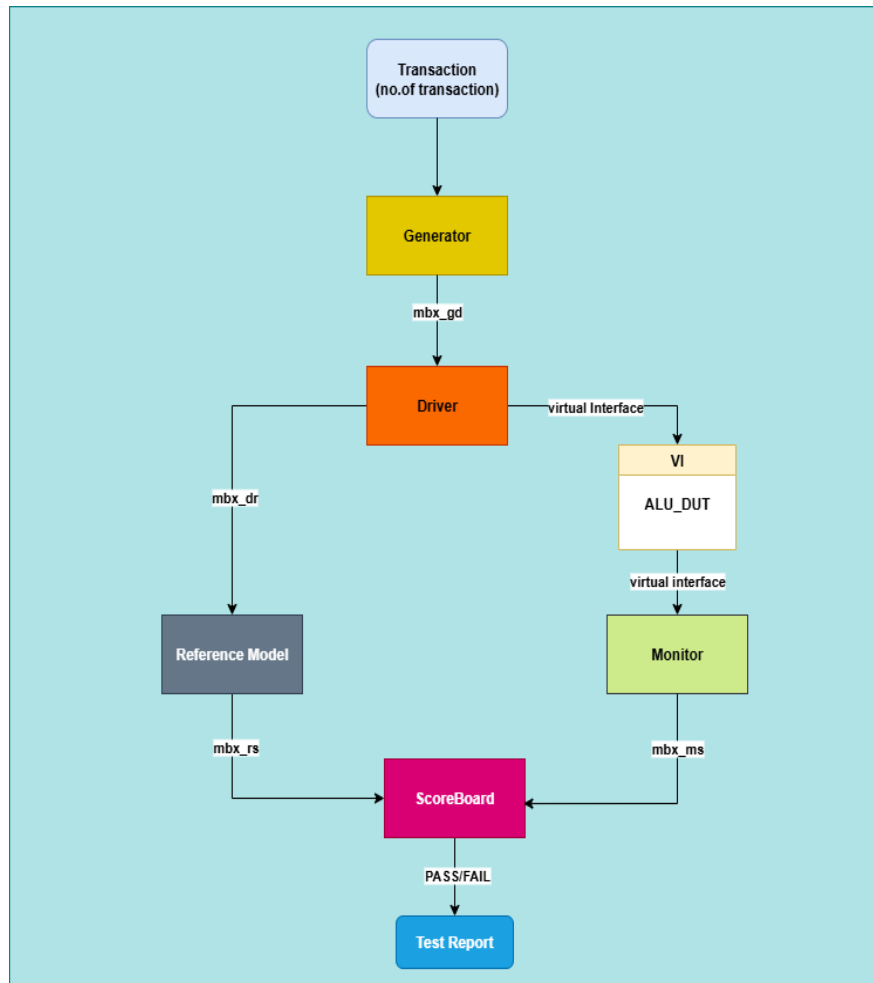 Transaction
(no.of transaction)
Generator
mbx_gd
Driver
virtual Interface
VI
ALU_DUT
mbx_dr
virtual interface
Reference Model
Monitor
mbx_rs
mbx_ms
ScoreBoard
PASS/FAIL
Test Report